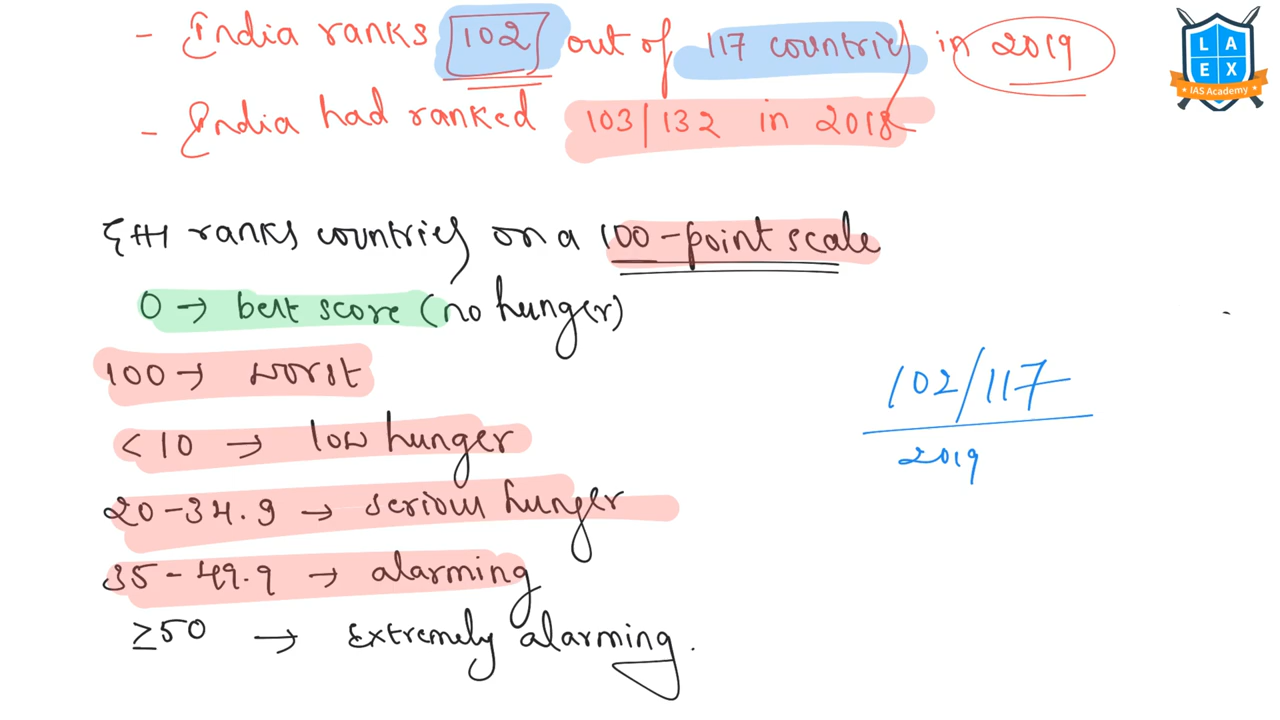 - India ranks 102 out of 117 countries in 2019
- India had ranked 103/132 in 2018
GHI ranks countries on a 100-point scale
0 → best score (no hunger)
100 → worst
< 10 → low hunger
20-34.9 → serious hunger
35-49.9 → alarming
≥50 → Extremely alarming.
102/117
2019
L A
E X
IAS Academy